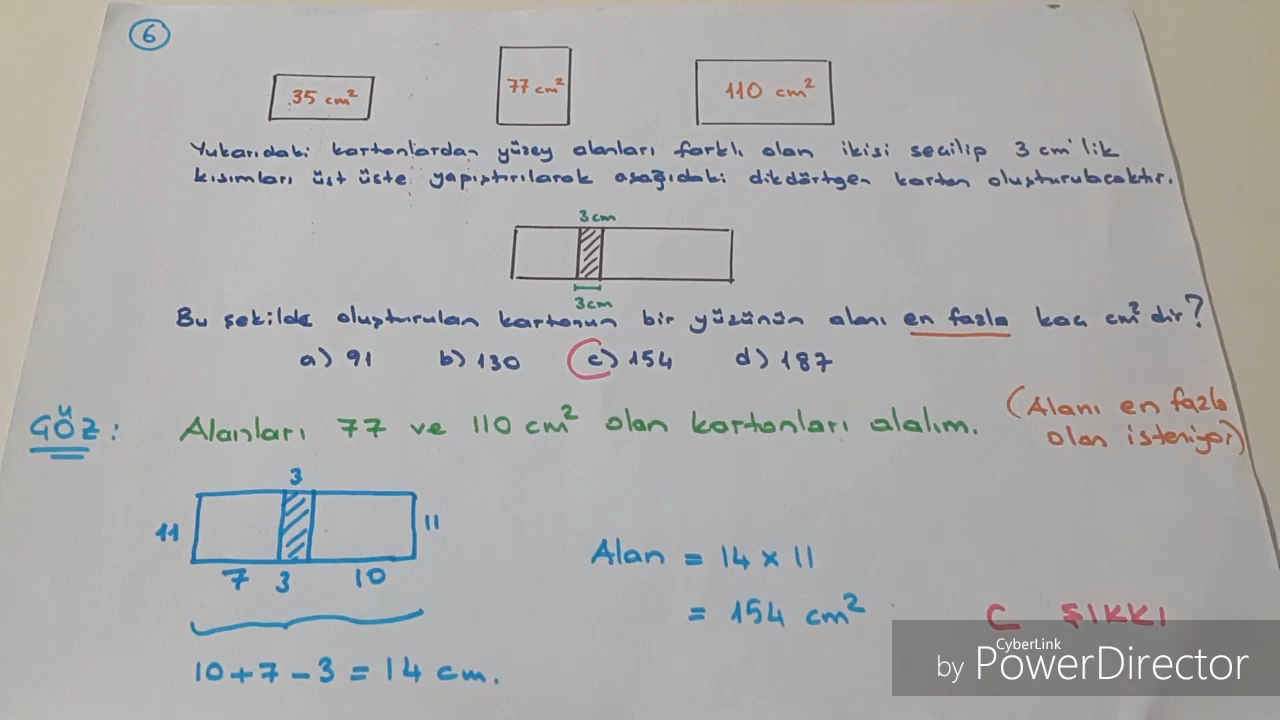 6
35 cm²
77 cm²
110 cm²
Yukarıdaki kartonlardan yüzey alanları farklı olan ikisi seçilip 3 cm'lik
kısımları üst üste yapıştırılarak aşağıdaki dikdörtgen karton oluşturulacaktır.
3cm
3cm
Bu şekilde oluşturulan kartonun bir yüzünün alanı en fazla kaç cm² dir?
a) 91 b) 130 c) 154 d) 187
ÇÖZ: Alanları 77 ve 110 cm² olan kartonları alalım.
(Alanı en fazla
olan isteniyor)
3
11
11
7 3 10
10+7-3=14 cm.
Alan = 14 x 11
= 154 cm²
C ŞIKKI
by CyberLink PowerDirector